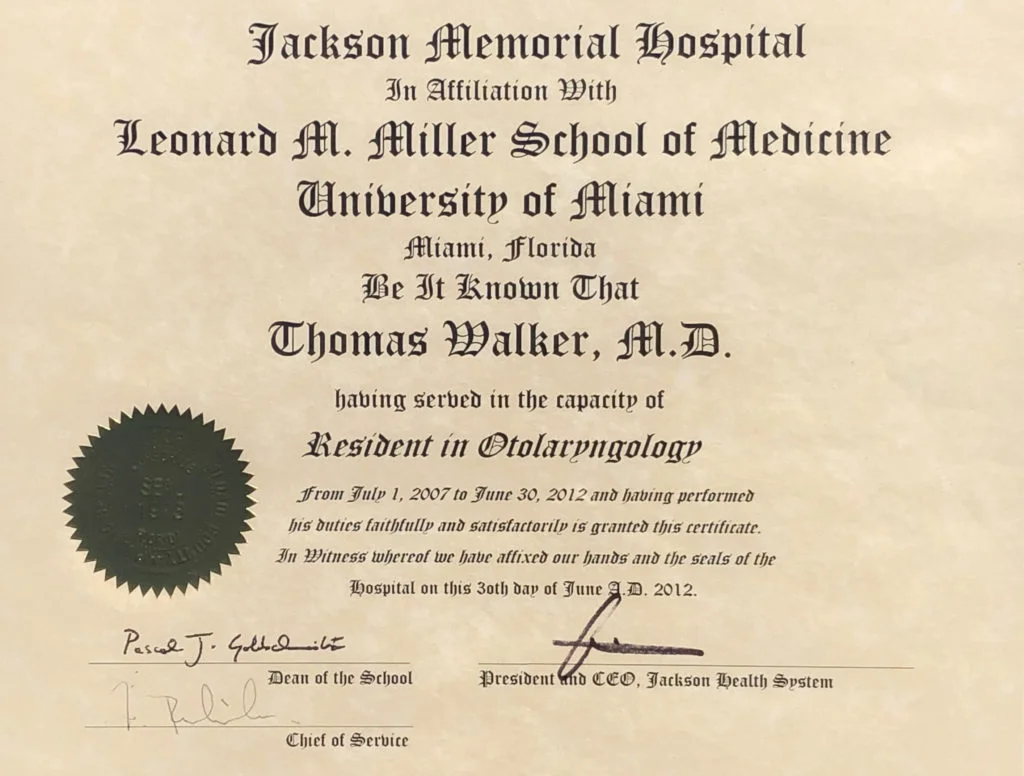 Jackson Memorial Hospital
In Affiliation With
Leonard M. Miller School of Medicine
University of Miami
Miami, Florida
Be It Known That
Thomas Walker, M.D.
having served in the capacity of
Resident in Otolaryngology
From July 1, 2007 to June 30, 2012 and having performed
his duties faithfully and satisfactorily is granted this certificate.
In Witness whereof we have affixed our hands and the seals of the
Hospital on this 30th day of June A.D. 2012.
Pascal J. Goldschmidt
Dean of the School
President and CEO, Jackson Health System
Chief of Service